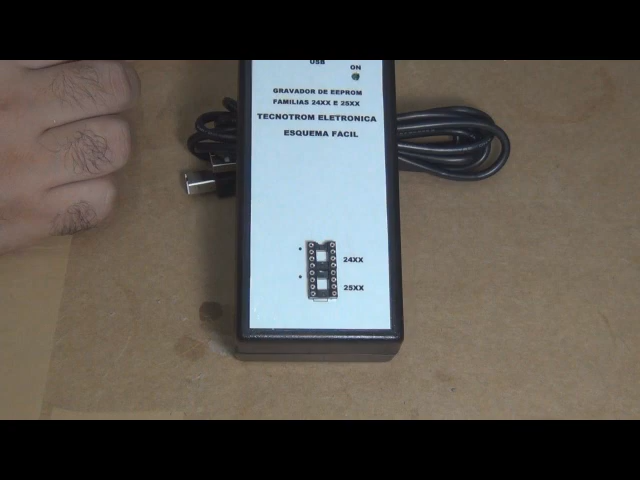 USB
ON
GRAVADOR DE EEPROM
FAMILIAS 24XX E 25XX
TECNOTROM ELETRONICA
ESQUEMA FACIL
24XX
25XX